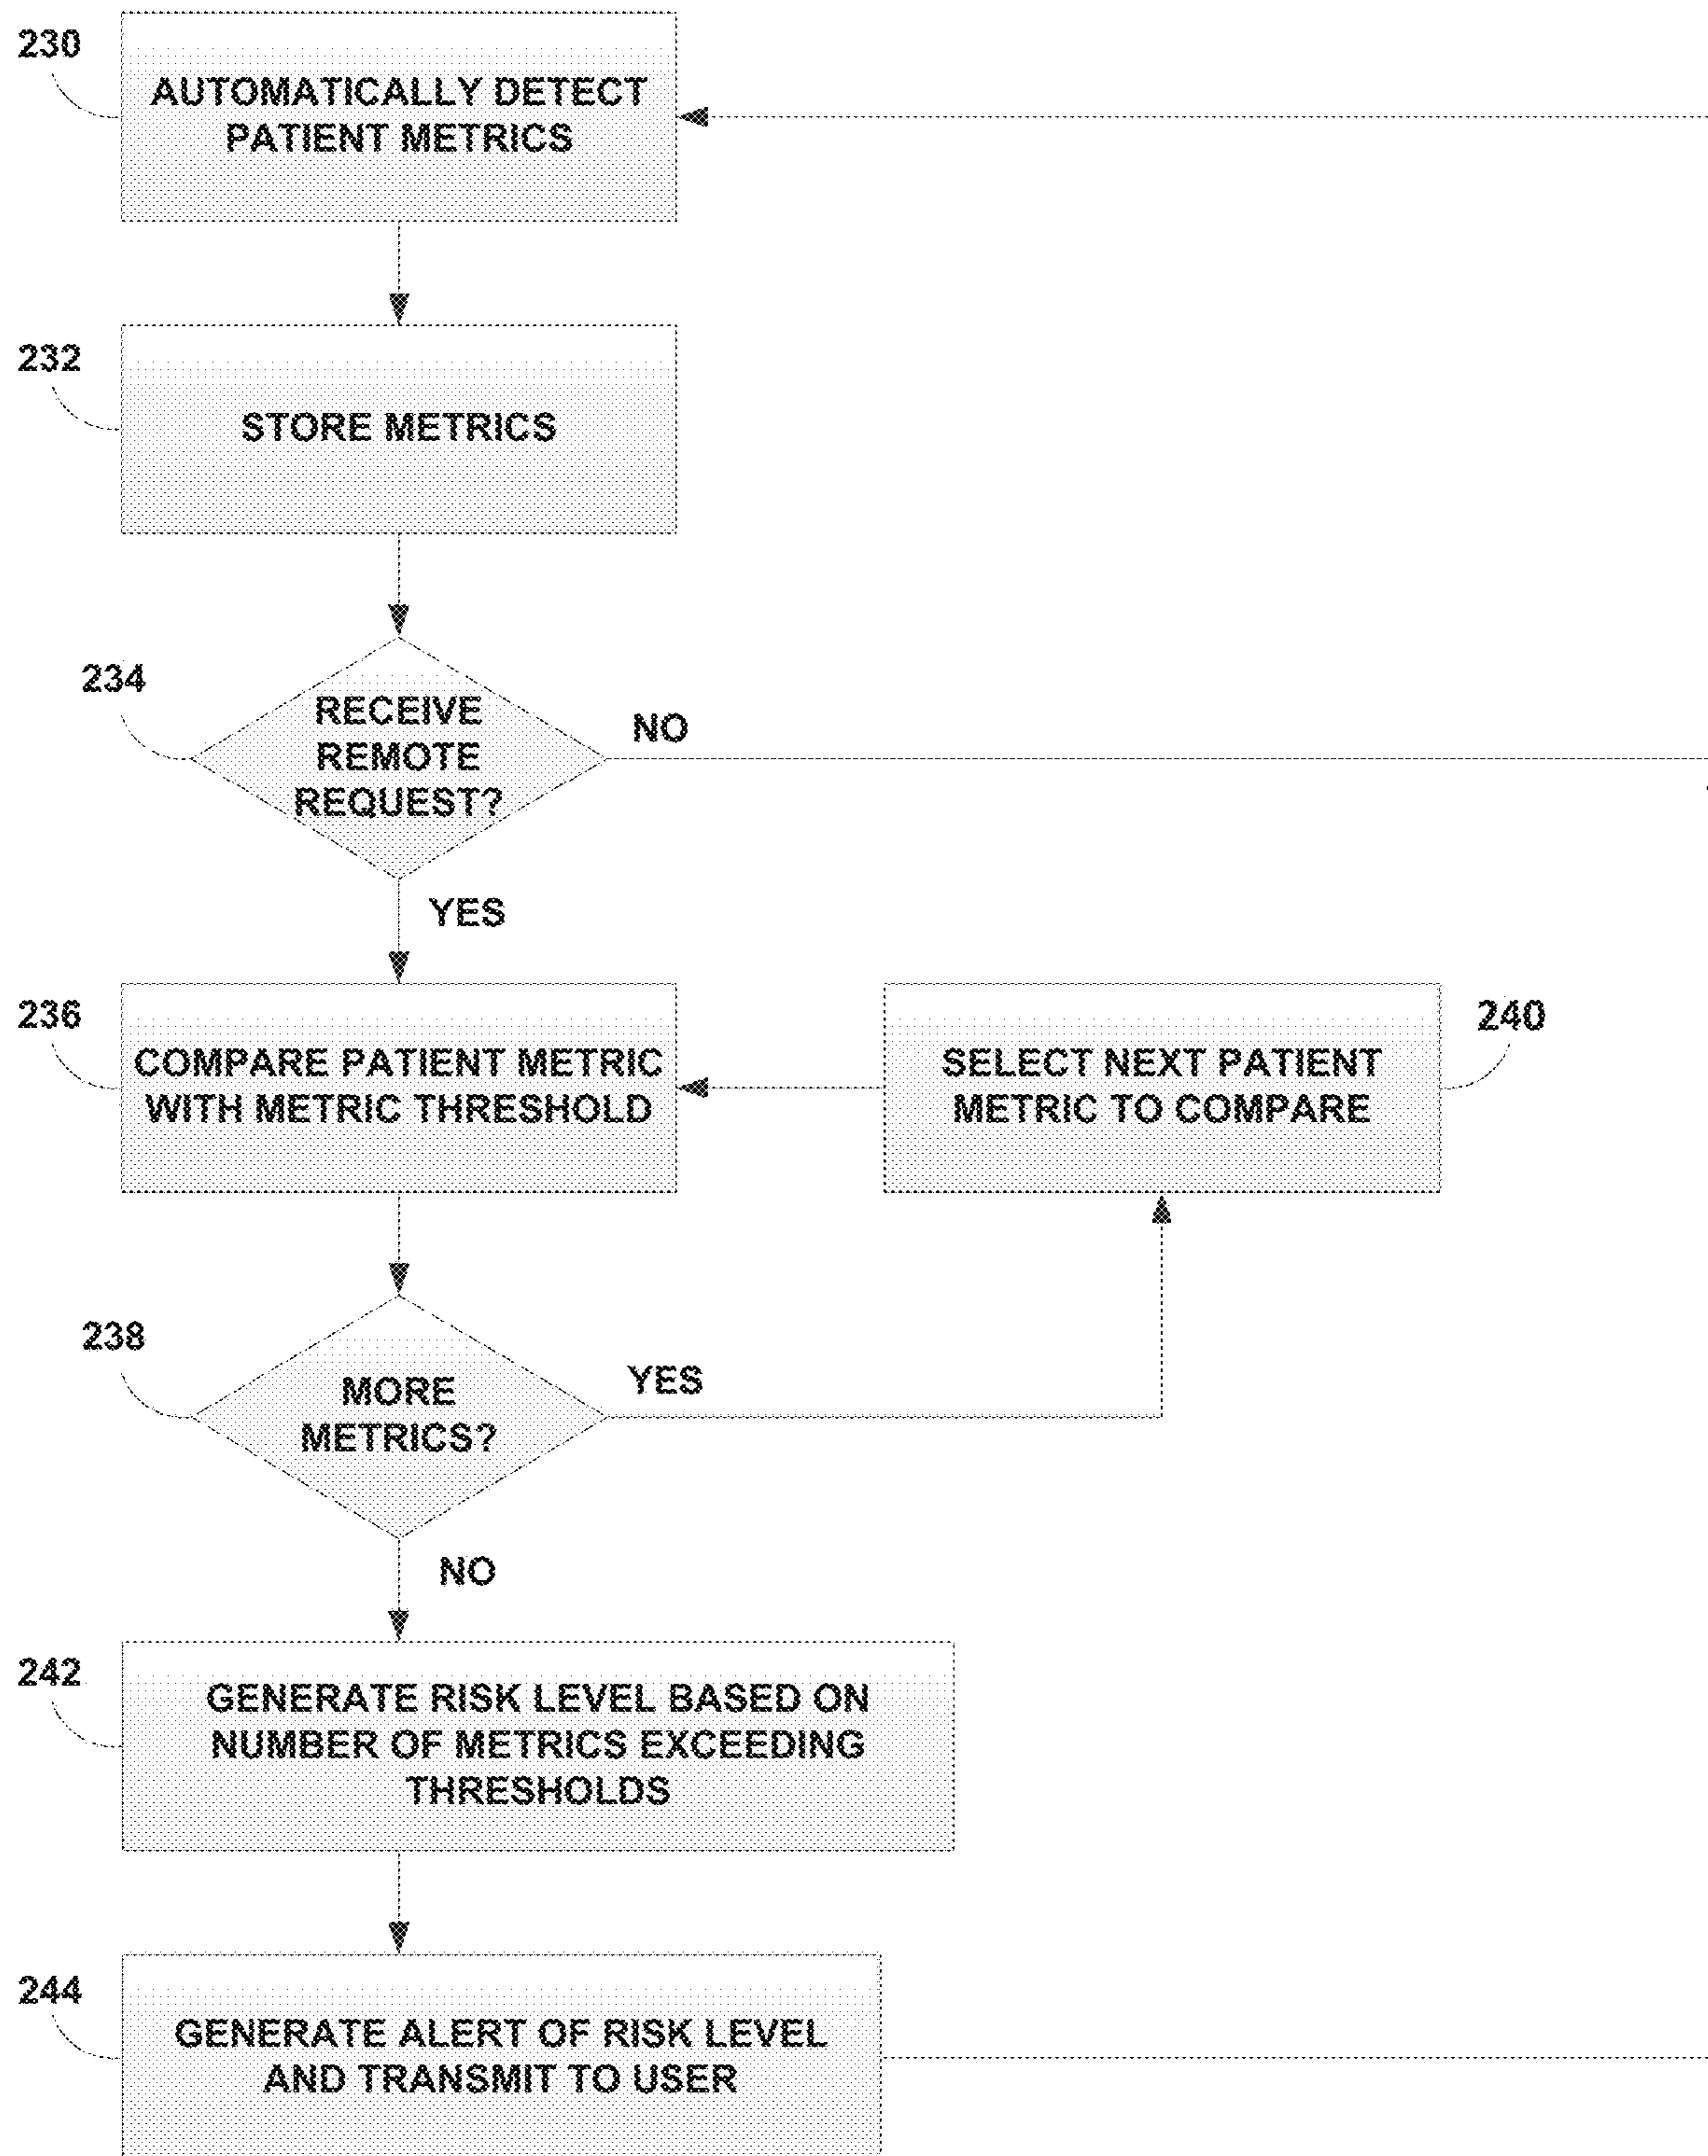 230
AUTOMATICALLY DETECT
PATIENT METRICS
232
STORE METRICS
234
RECEIVE
REMOTE
REQUEST?
NO
YES
236
COMPARE PATIENT METRIC
WITH METRIC THRESHOLD
SELECT NEXT PATIENT
METRIC TO COMPARE
240
238
MORE
METRICS?
YES
NO
242
GENERATE RISK LEVEL BASED ON
NUMBER OF METRICS EXCEEDING
THRESHOLDS
244
GENERATE ALERT OF RISK LEVEL
AND TRANSMIT TO USER